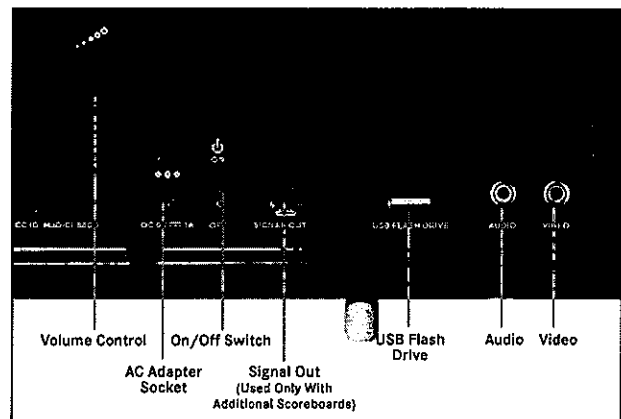 ON
SIGNAL OUT
USB FLASH DRIVE
AUDIO
VIDEO
Volume Control
On/Off Switch
USB Flash
Drive
Audio
Video
AC Adapter
Socket
Signal Out
(Used Only With
Additional Scoreboards)